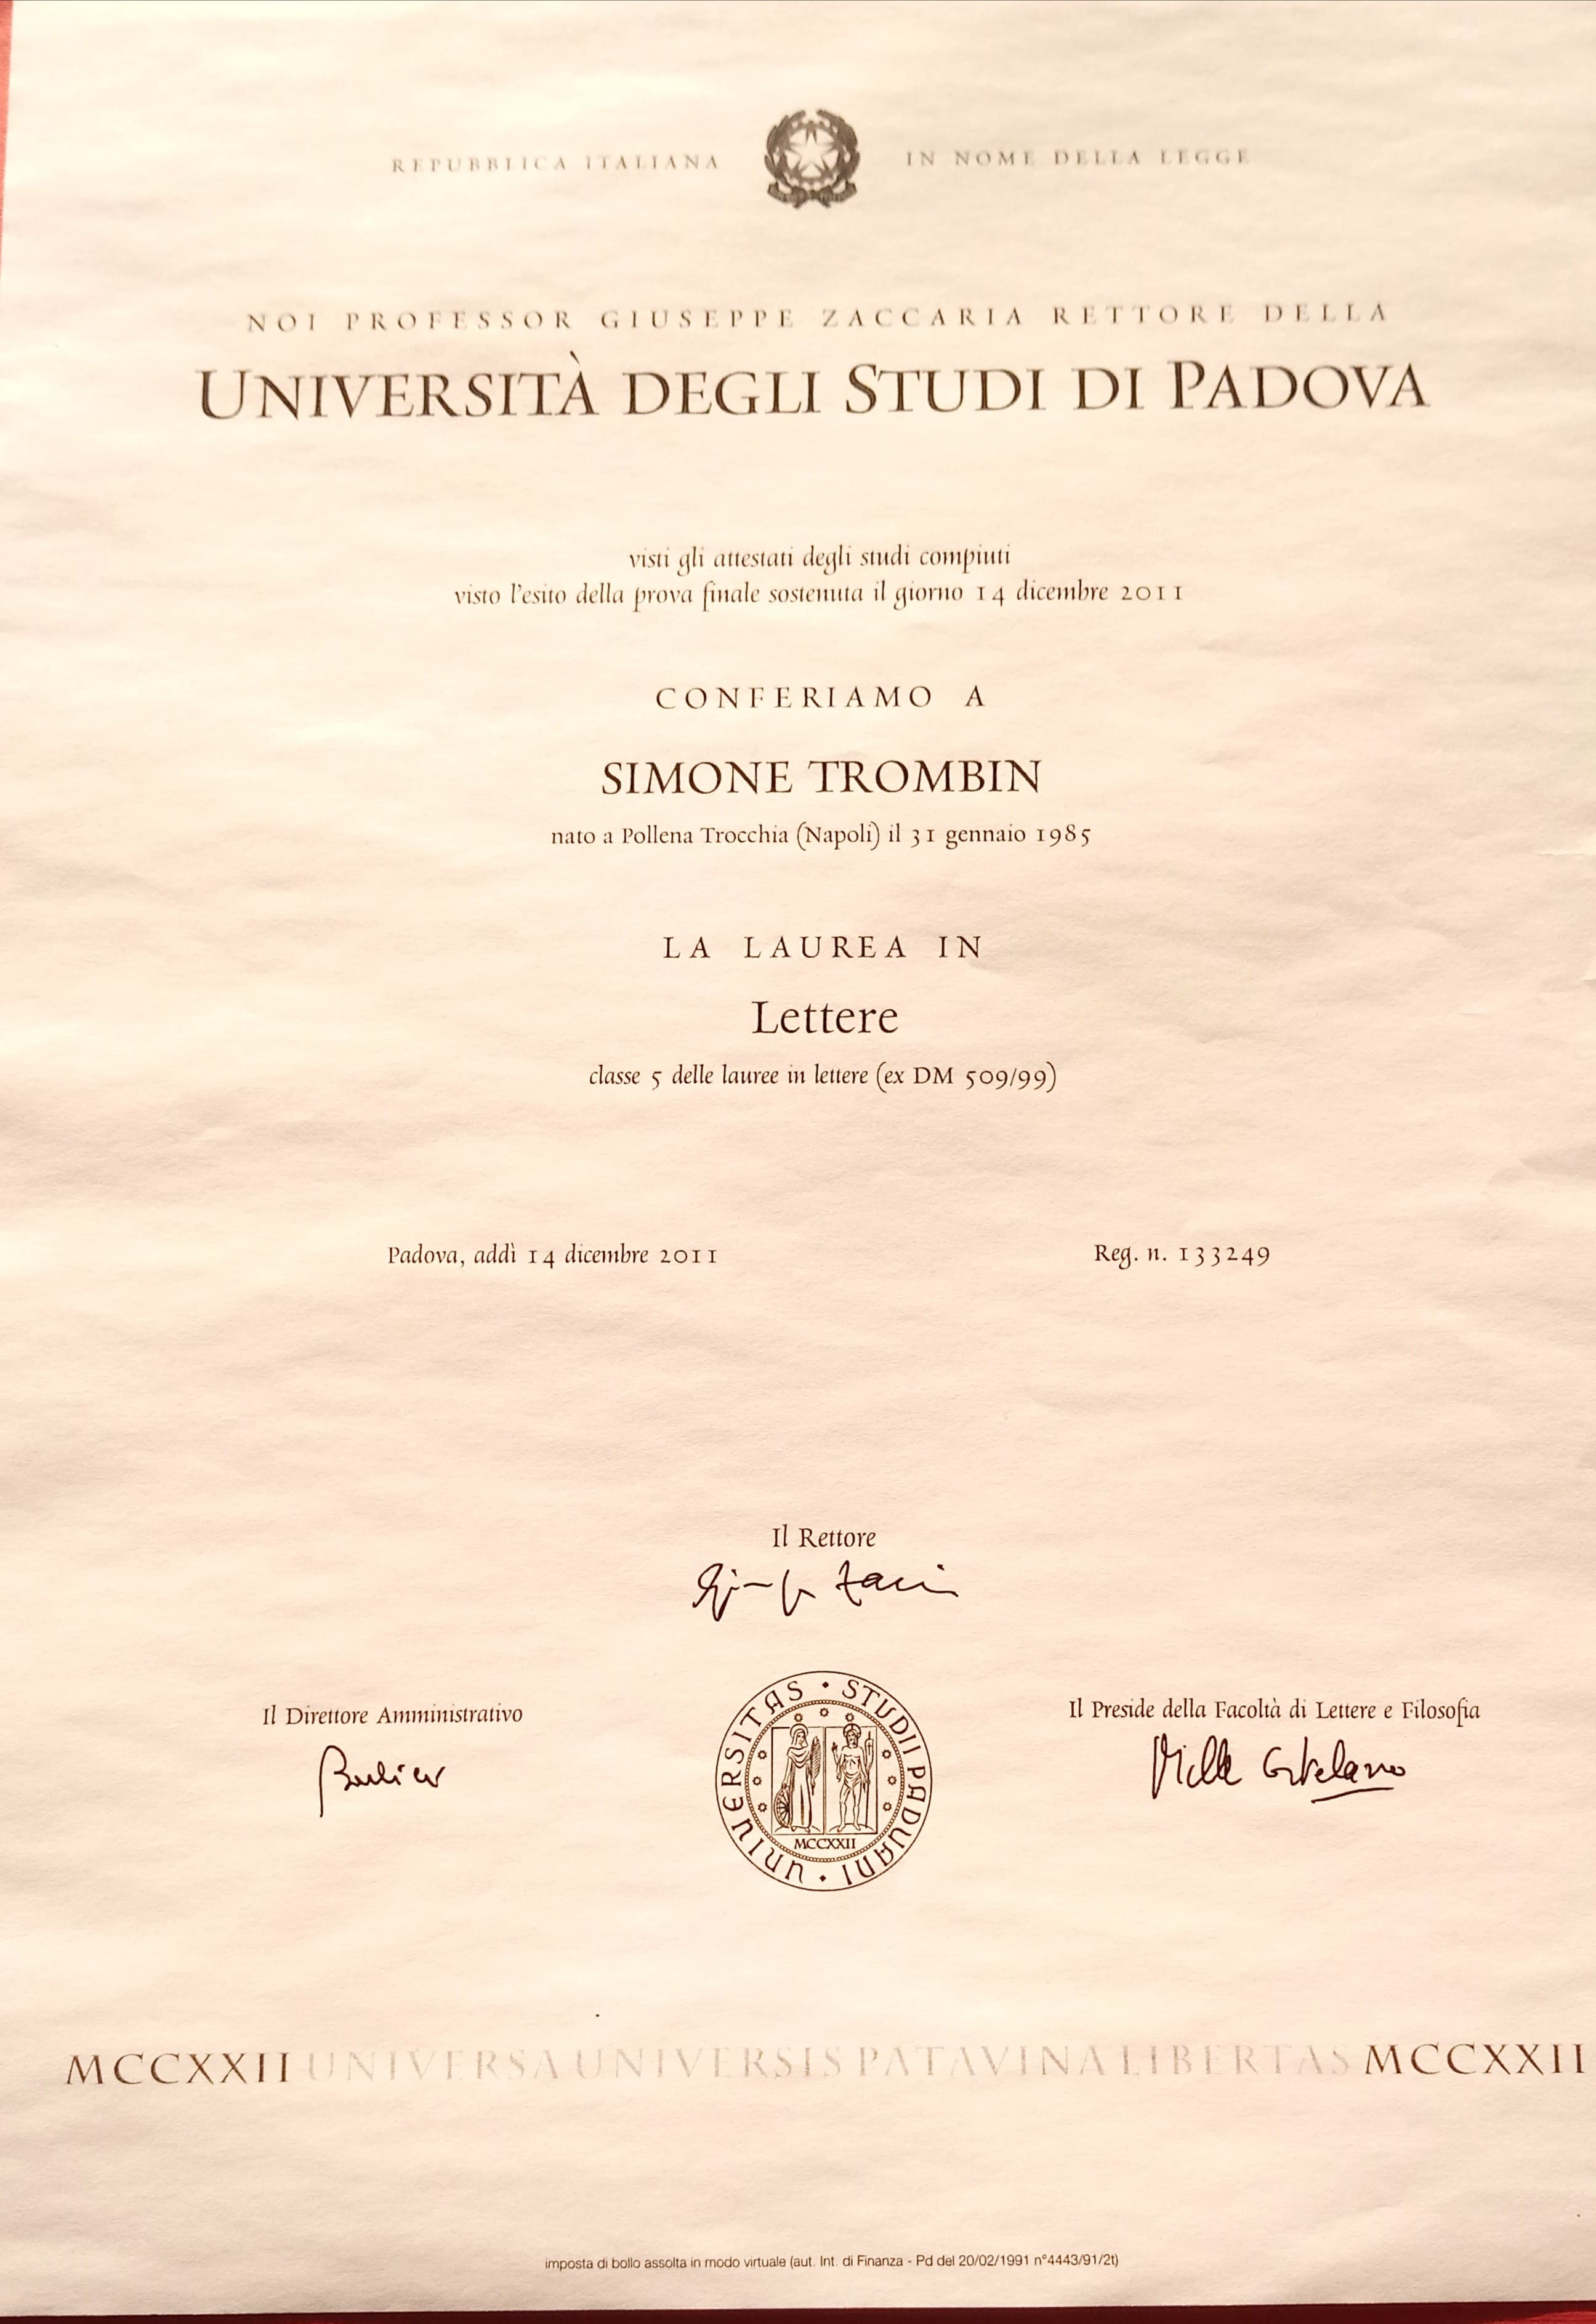 REPUBBLICA ITALIANA IN NOME DELLA LEGGE
NOI PROFESSOR GIUSEPPE ZACCARIA RETTORE DELLA
UNIVERSITÀ DEGLI STUDI DI PADOVA
visti gli attestati degli studi compiuti
visto l'esito della prova finale sostenuta il giorno 14 dicembre 2011
CONFERIAMO A
SIMONE TROMBIN
nato a Pollena Trocchia (Napoli) il 31 gennaio 1985
LA LAUREA IN
Lettere
classe 5 delle lauree in lettere (ex DM 509/99)
Padova, addì 14 dicembre 2011 Reg. n. 133249
Il Rettore
Il Direttore Amministrativo
UNIVERSITAS · STUDII PADUANI ·
MCCXXII
Il Preside della Facoltà di Lettere e Filosofia
MCCXXII UNIVERSA UNIVERSIS PATAVINA LIBERTAS MCCXXII
imposta di bollo assolta in modo virtuale (aut. Int. di Finanza - Pd del 20/02/1991 n°4443/91/2t)